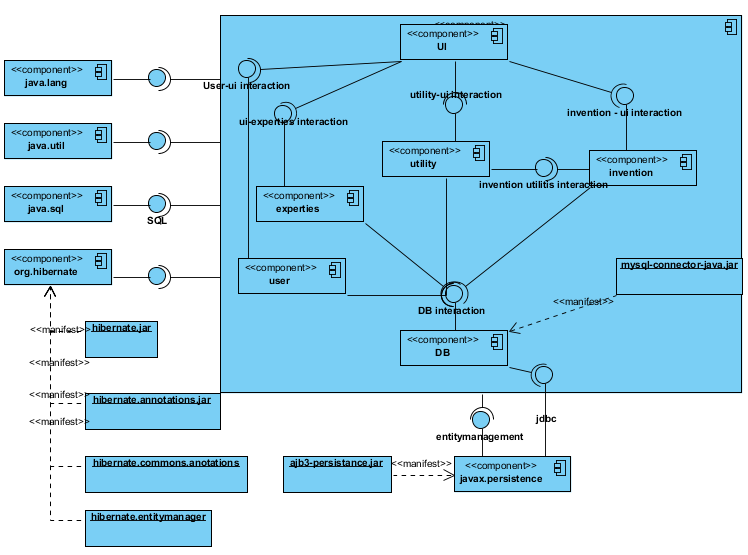 <<component>>
UI
<<component>>
java.lang
User-ui interaction
utility-ui interaction
ui-experties interaction
invention - ui interaction
<<component>>
java.util
<<component>>
utility
<<component>>
invention
invention utilitis interaction
<<component>>
java.sql
SQL
<<component>>
experties
<<component>>
org.hibernate
<<component>>
user
mysql-connector-java.jar
DB interaction
<<manifest>>
<<manifest>>
hibernate.jar
<<component>>
DB
<<manifest>>
<<manifest>>
hibernate.annotations.jar
<<manifest>>
jdbc
entitymanagement
hibernate.commons.anotations
ajb3-persistance.jar
<<manifest>>
<<component>>
javax.persistence
hibernate.entitymanager